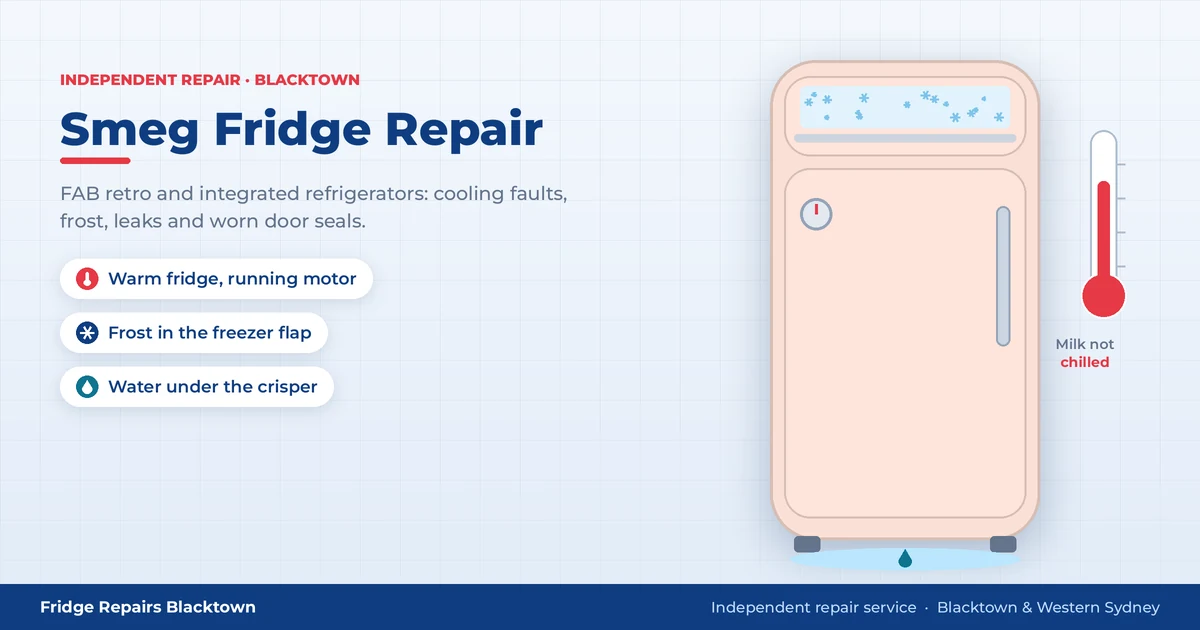 INDEPENDENT REPAIR · BLACKTOWN
Smeg Fridge Repair
FAB retro and integrated refrigerators: cooling faults,
frost, leaks and worn door seals.
Warm fridge, running motor
Frost in the freezer flap
Water under the crisper
Milk not
chilled
Fridge Repairs Blacktown
Independent repair service · Blacktown & Western Sydney